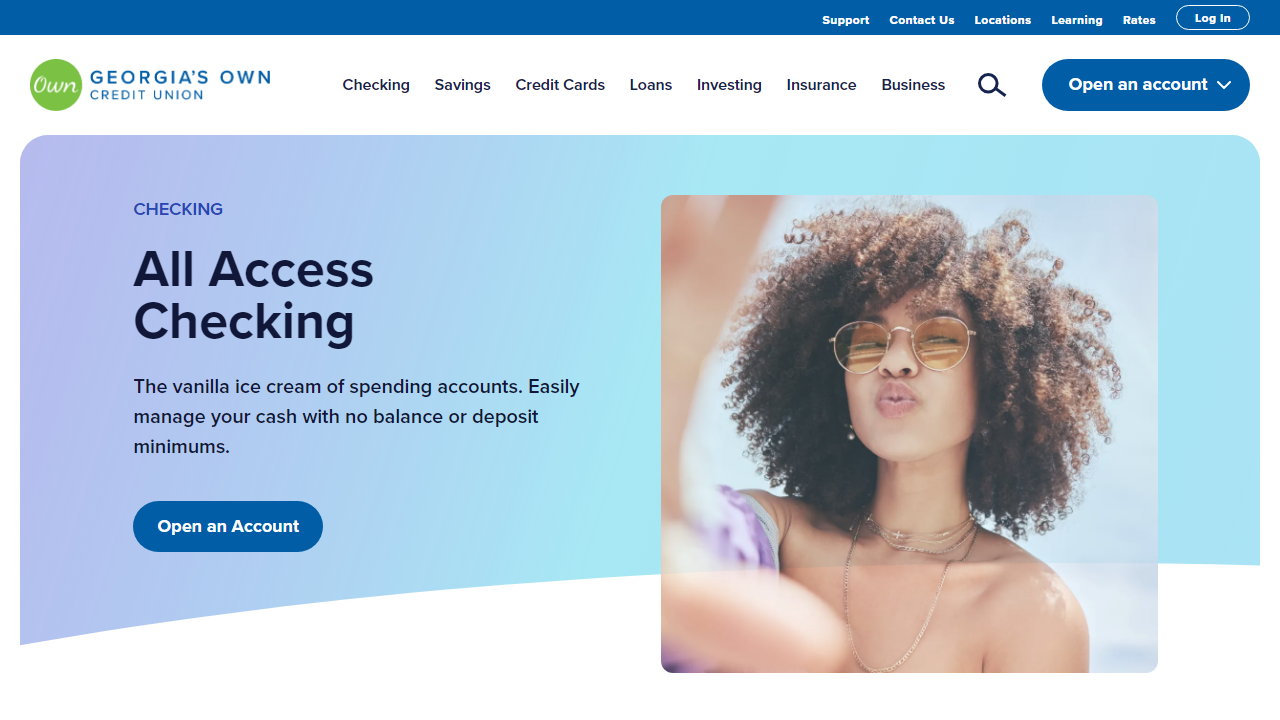 Support Contact Us Locations Learning Rates Log In
Own GEORGIA'S OWN
CREDIT UNION
Checking Savings Credit Cards Loans Investing Insurance Business Open an account
CHECKING
All Access
Checking
The vanilla ice cream of spending accounts. Easily
manage your cash with no balance or deposit
minimums.
Open an Account